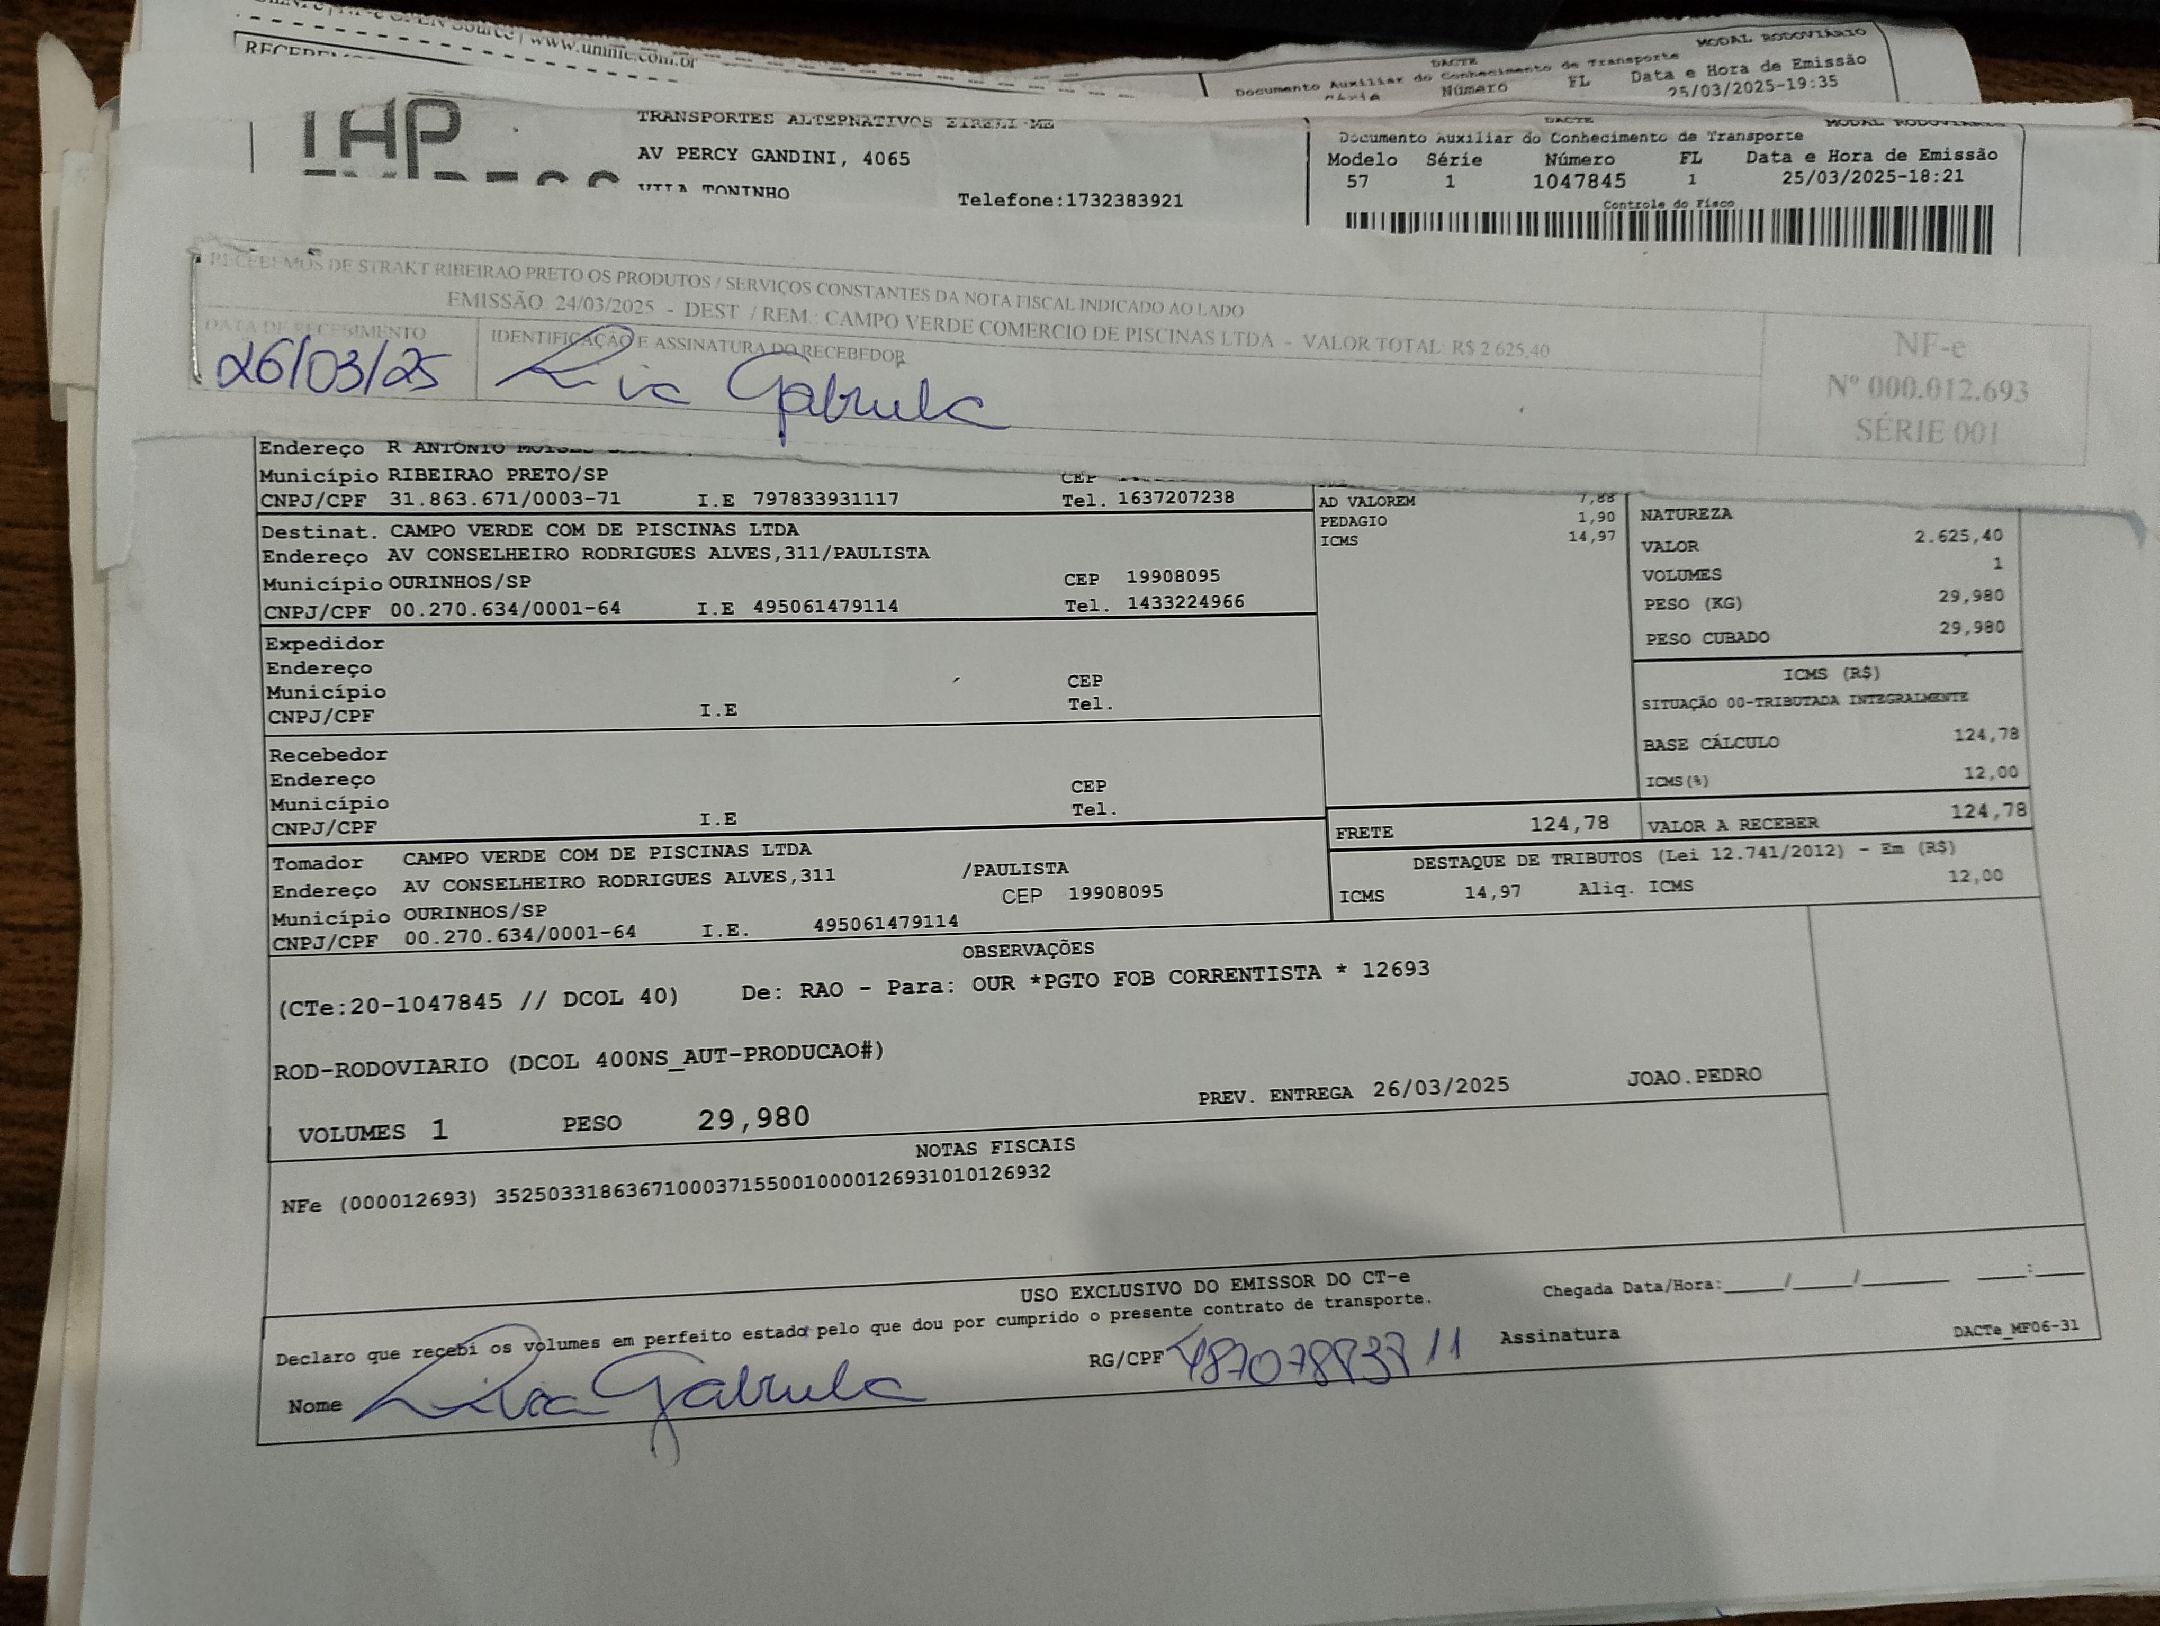 www.uninfe.com.br
MODAL RODOVIÁRIO
DACTE
Documento Auxiliar do Conhecimento de Transporte
Número FL Data e Hora de Emissão
25/03/2025-19:35
TRANSPORTES ALTERNATIVOS EIRELI-ME
AV PERCY GANDINI, 4065
VILA TONINHO
Telefone:1732383921
DACTE MODAL RODOVIÁRIO
Documento Auxiliar do Conhecimento de Transporte
Modelo Série Número FL Data e Hora de Emissão
57 1 1047845 1 25/03/2025-18:21
Controle do Fisco
RECEBEMOS DE STRAKT RIBEIRAO PRETO OS PRODUTOS / SERVIÇOS CONSTANTES DA NOTA FISCAL INDICADO AO LADO
EMISSÃO: 24/03/2025 - DEST. / REM.: CAMPO VERDE COMERCIO DE PISCINAS LTDA - VALOR TOTAL: R$ 2.625,40
DATA DE RECEBIMENTO IDENTIFICAÇÃO E ASSINATURA DO RECEBEDOR
26/03/25
NF-e
Nº 000.012.693
SÉRIE 001
Endereço R ANTONIO
Município RIBEIRAO PRETO/SP CEP
CNPJ/CPF 31.863.671/0003-71 I.E 797833931117 Tel. 1637207238
Destinat. CAMPO VERDE COM DE PISCINAS LTDA
Endereço AV CONSELHEIRO RODRIGUES ALVES,311/PAULISTA
Município OURINHOS/SP CEP 19908095
CNPJ/CPF 00.270.634/0001-64 I.E 495061479114 Tel. 1433224966
Expedidor
Endereço
Município CEP
CNPJ/CPF I.E Tel.
Recebedor
Endereço
Município CEP
CNPJ/CPF I.E Tel.
Tomador CAMPO VERDE COM DE PISCINAS LTDA
Endereço AV CONSELHEIRO RODRIGUES ALVES,311 /PAULISTA
Município OURINHOS/SP CEP 19908095
CNPJ/CPF 00.270.634/0001-64 I.E. 495061479114
AD VALOREM 7,88
PEDAGIO 1,90
ICMS 14,97
NATUREZA
VALOR 2.625,40
VOLUMES 1
PESO (KG) 29,980
PESO CUBADO 29,980
ICMS (R$)
SITUAÇÃO 00-TRIBUTADA INTEGRALMENTE
BASE CÁLCULO 124,78
ICMS(%) 12,00
FRETE 124,78 VALOR A RECEBER 124,78
DESTAQUE DE TRIBUTOS (Lei 12.741/2012) - Em (R$)
ICMS 14,97 Aliq. ICMS 12,00
OBSERVAÇÕES
(CTe:20-1047845 // DCOL 40) De: RAO - Para: OUR *PGTO FOB CORRENTISTA * 12693
ROD-RODOVIARIO (DCOL 400NS_AUT-PRODUCAO#)
VOLUMES 1 PESO 29,980 PREV. ENTREGA 26/03/2025 JOAO.PEDRO
NOTAS FISCAIS
NFe (000012693) 35250331863671000371550010000126931010126932
USO EXCLUSIVO DO EMISSOR DO CT-e
Declaro que recebi os volumes em perfeito estado pelo que dou por cumprido o presente contrato de transporte.
Chegada Data/Hora:_____/_____/________ ____:____
Nome RG/CPF Assinatura DACTe_MF06-31